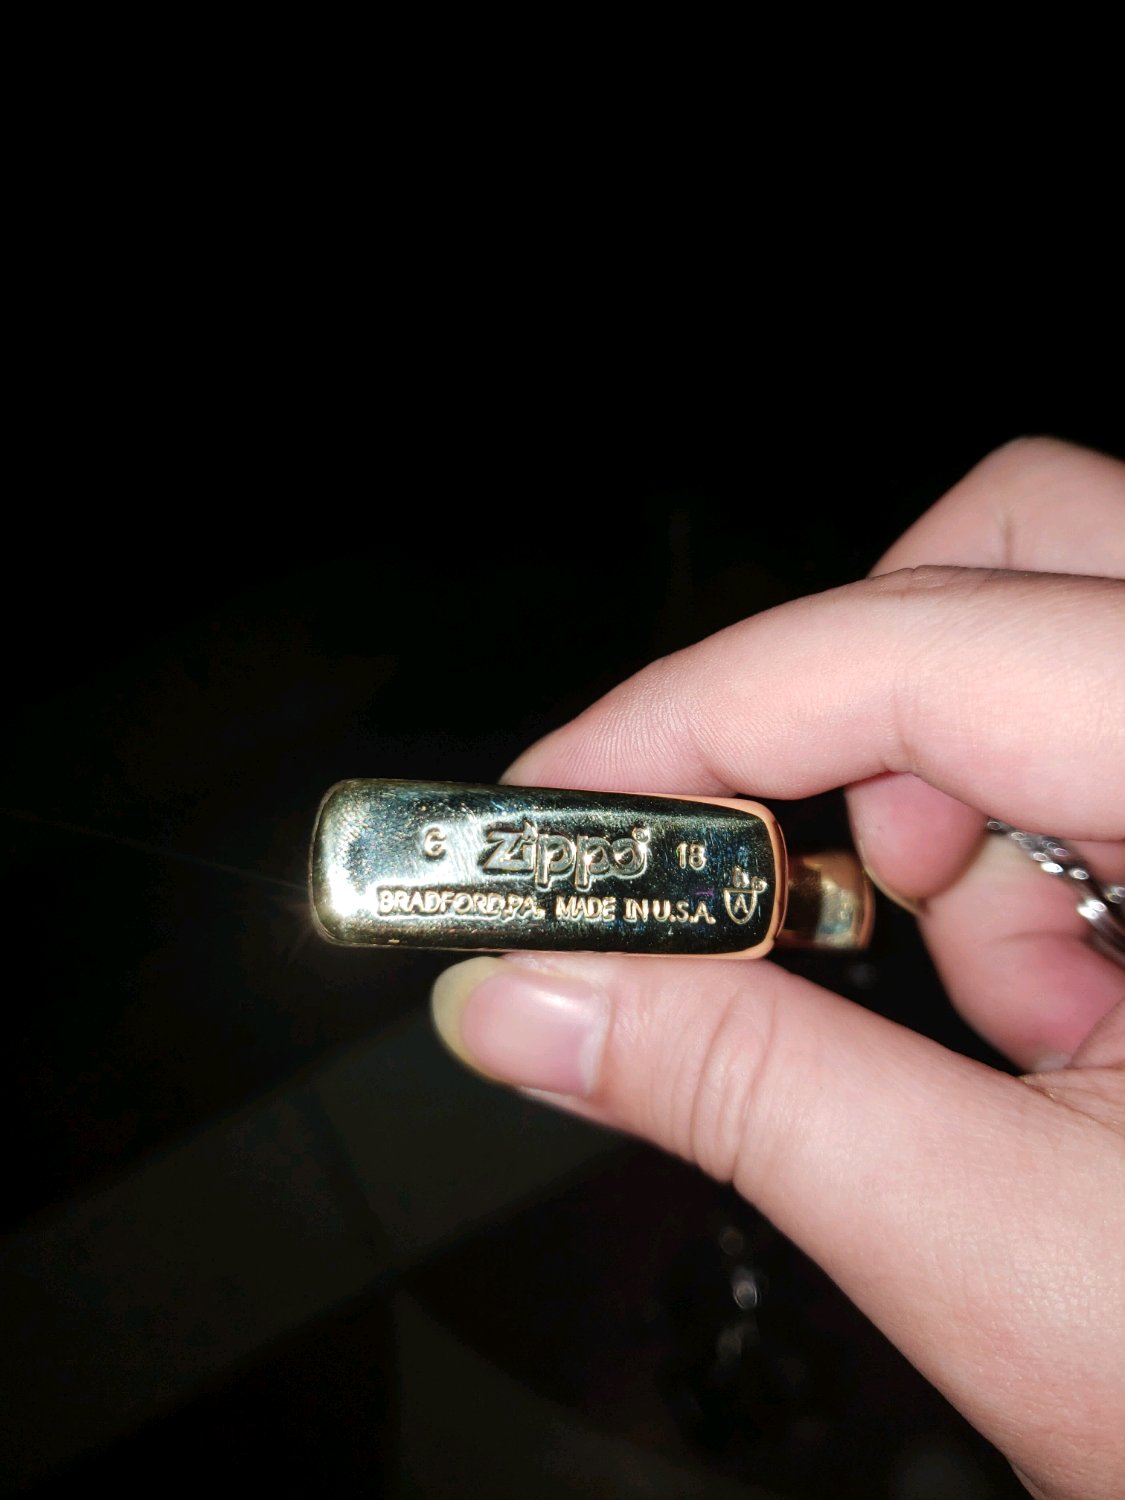 G Zippo® 18
BRADFORD,PA. MADE IN U.S.A.
A